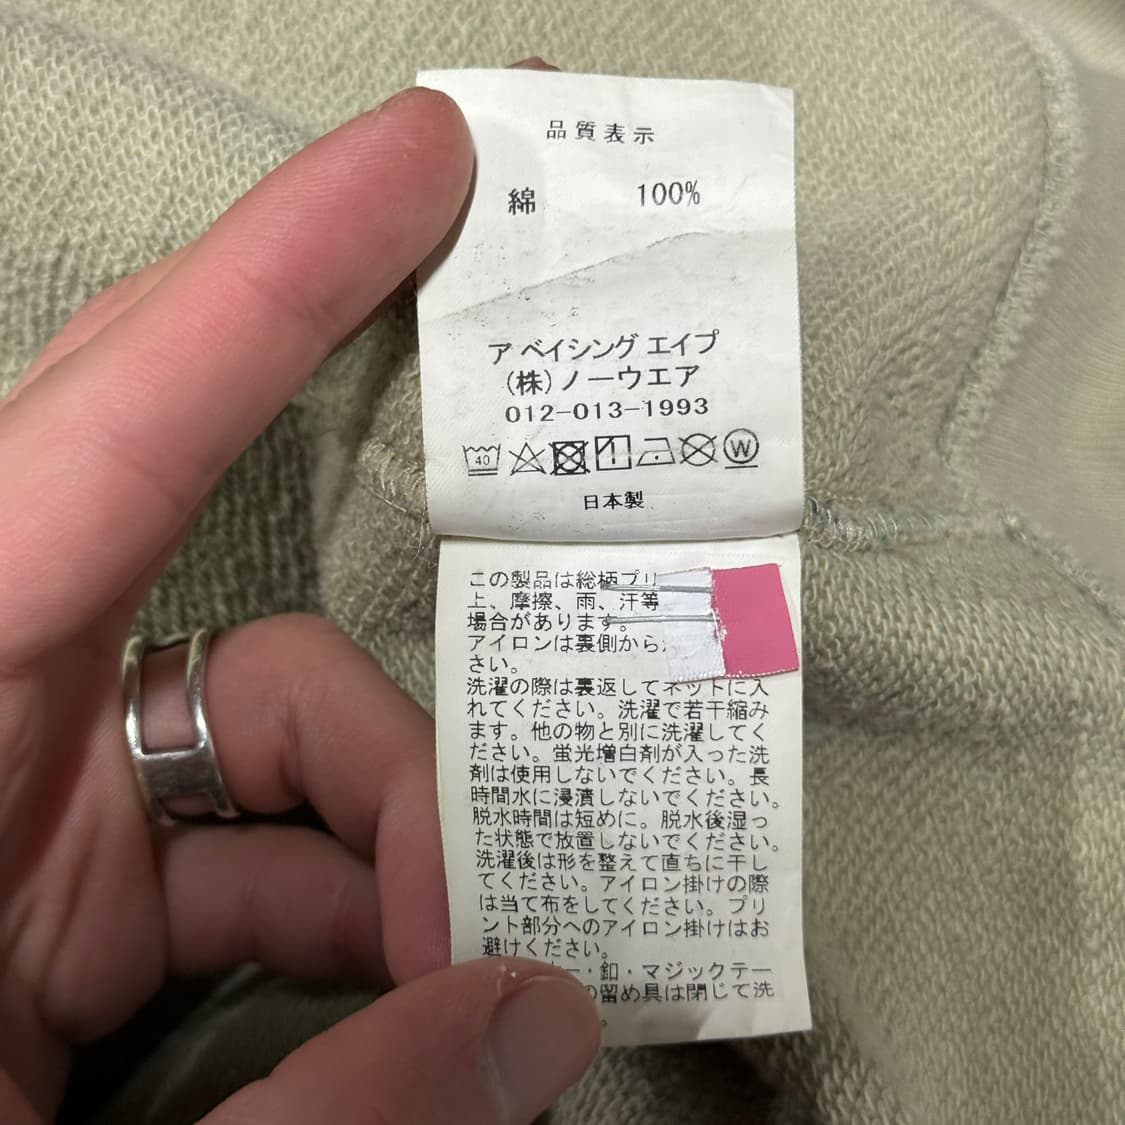 品質表示
綿 100%
ア ベイシング エイプ
(株)ノーウエア
012-013-1993
40 1 W
日本製
この製品は総柄プリ
上、摩擦、雨、汗等
場合があります。
アイロンは裏側から
さい。
洗濯の際は裏返してネットに入
れてください。洗濯で若干縮み
ます。他の物と別に洗濯してく
ださい。蛍光増白剤が入った洗
剤は使用しないでください。長
時間水に浸漬しないでください。
脱水時間は短めに。脱水後湿っ
た状態で放置しないでください。
洗濯後は形を整えて直ちに干し
てください。アイロン掛けの際
は当て布をしてください。プリ
ント部分へのアイロン掛けはお
避けください。
ー・釦・マジックテー
の留め具は閉じて洗
。